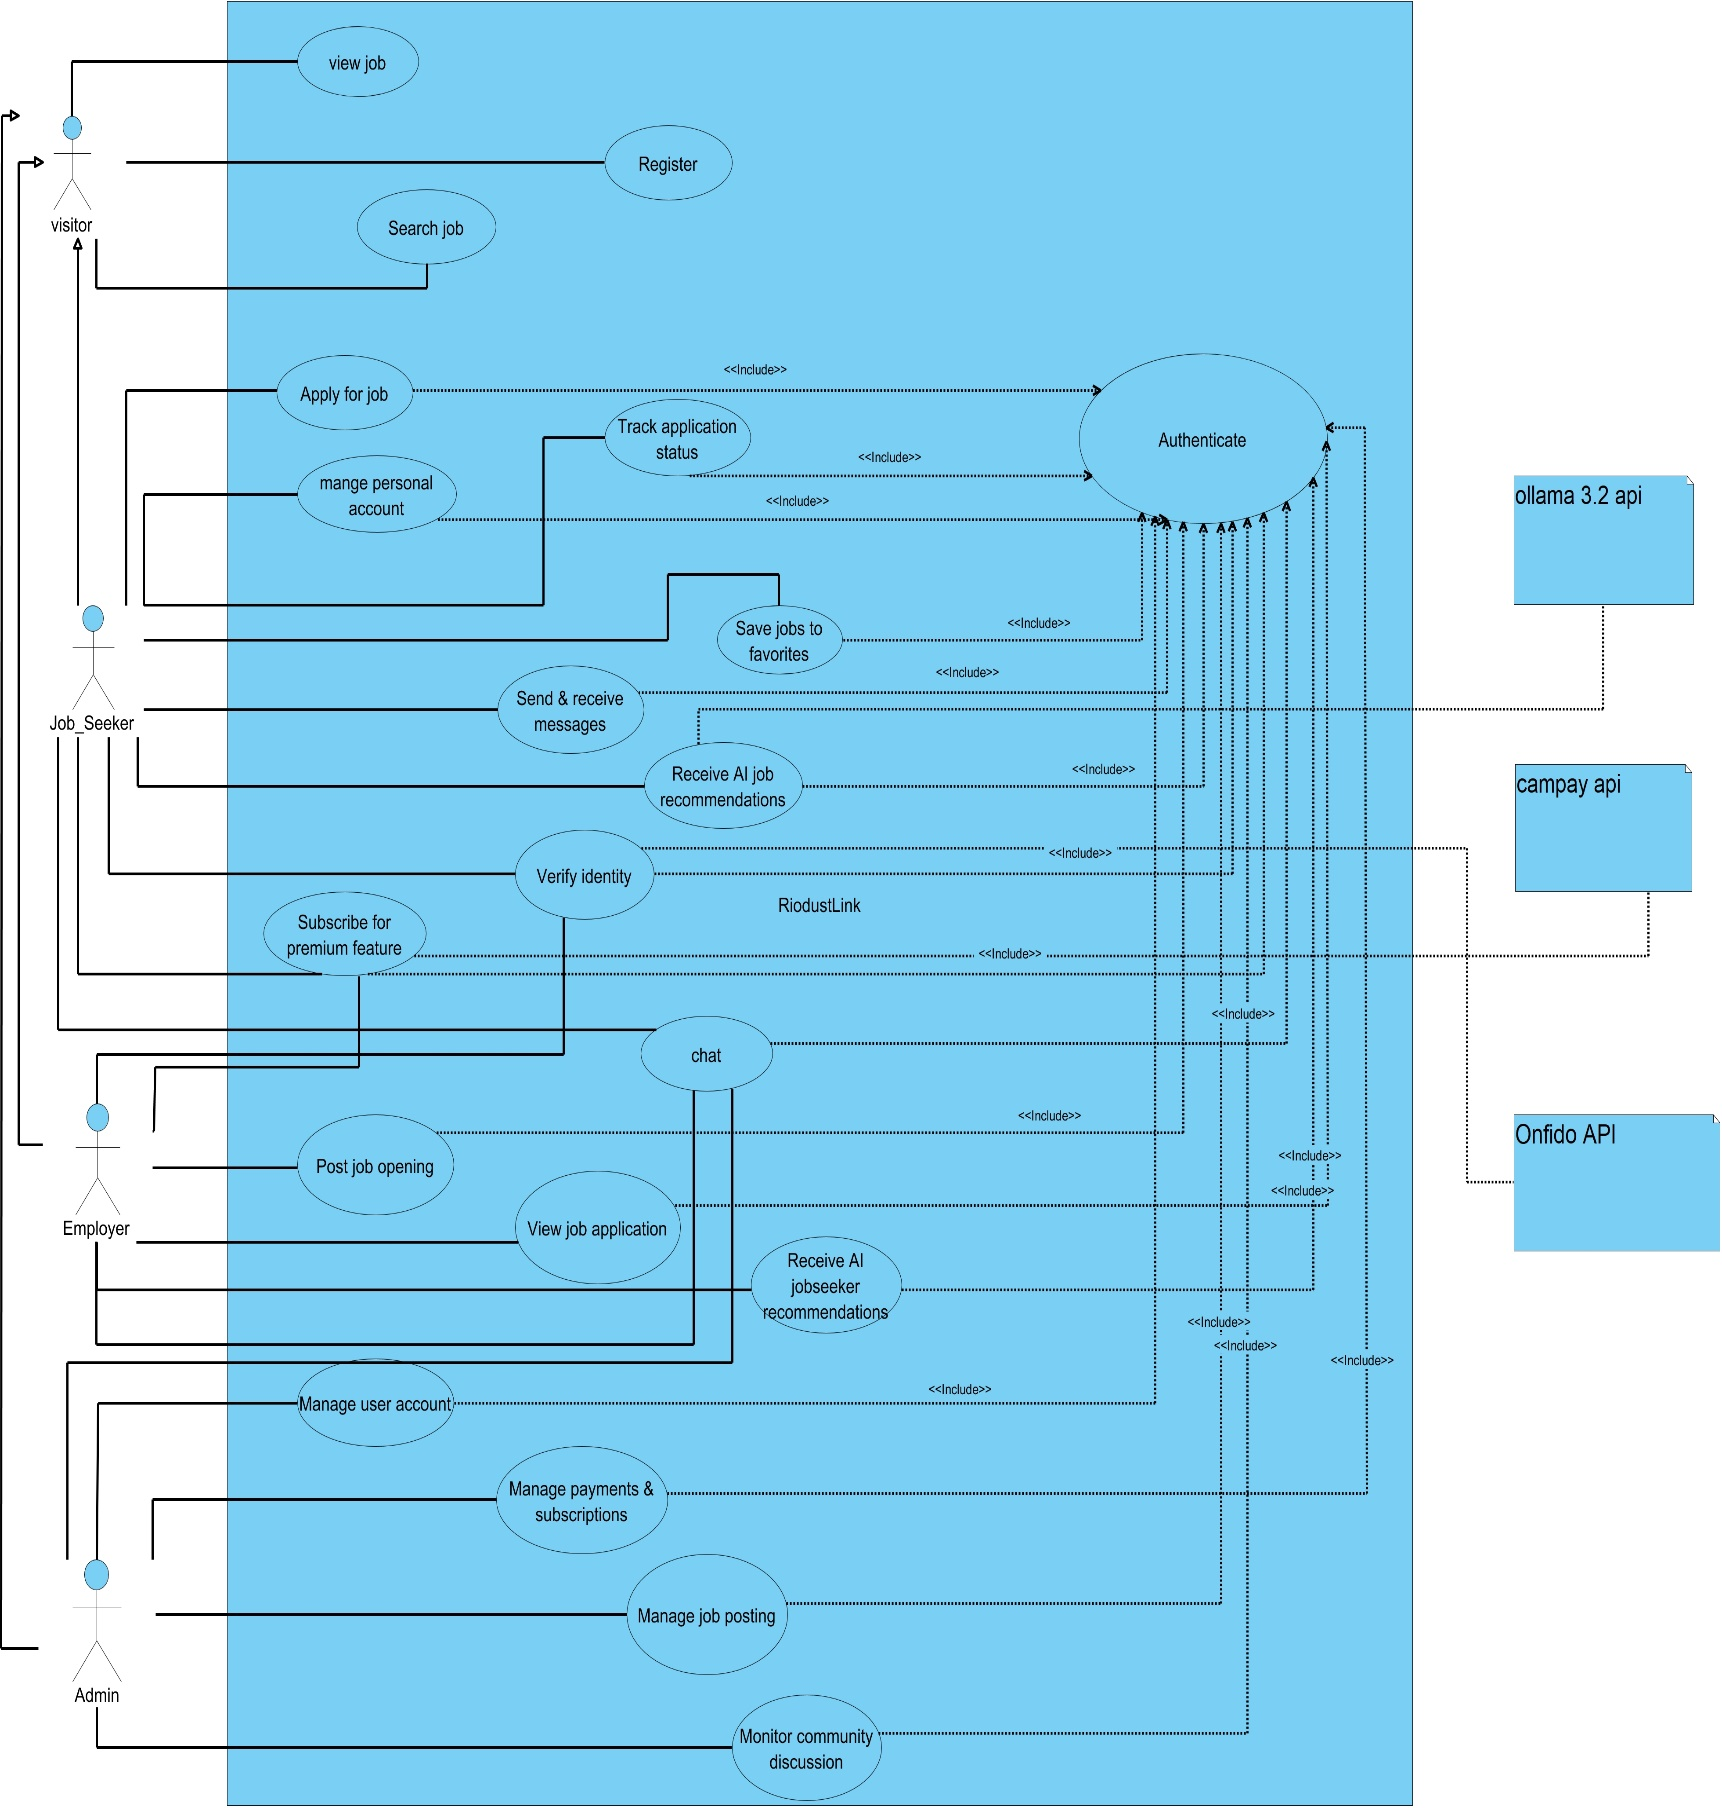 view job
Register
visitor
Search job
<<Include>>
Apply for job
Track application
status
Authenticate
<<Include>>
mange personal
account
<<Include>>
ollama 3.2 api
<<Include>>
Save jobs to
favorites
<<Include>>
Send & receive
messages
Job_Seeker
<<Include>>
Receive AI job
recommendations
campay api
<<Include>>
Verify identity
RiodustLink
Subscribe for
premium feature
<<Include>>
<<Include>>
chat
<<Include>>
Onfido API
<<Include>>
Post job opening
<<Include>>
Employer
View job application
Receive AI
jobseeker
recommendations
<<Include>>
<<Include>>
<<Include>>
<<Include>>
Manage user account
Manage payments &
subscriptions
Manage job posting
Admin
Monitor community
discussion